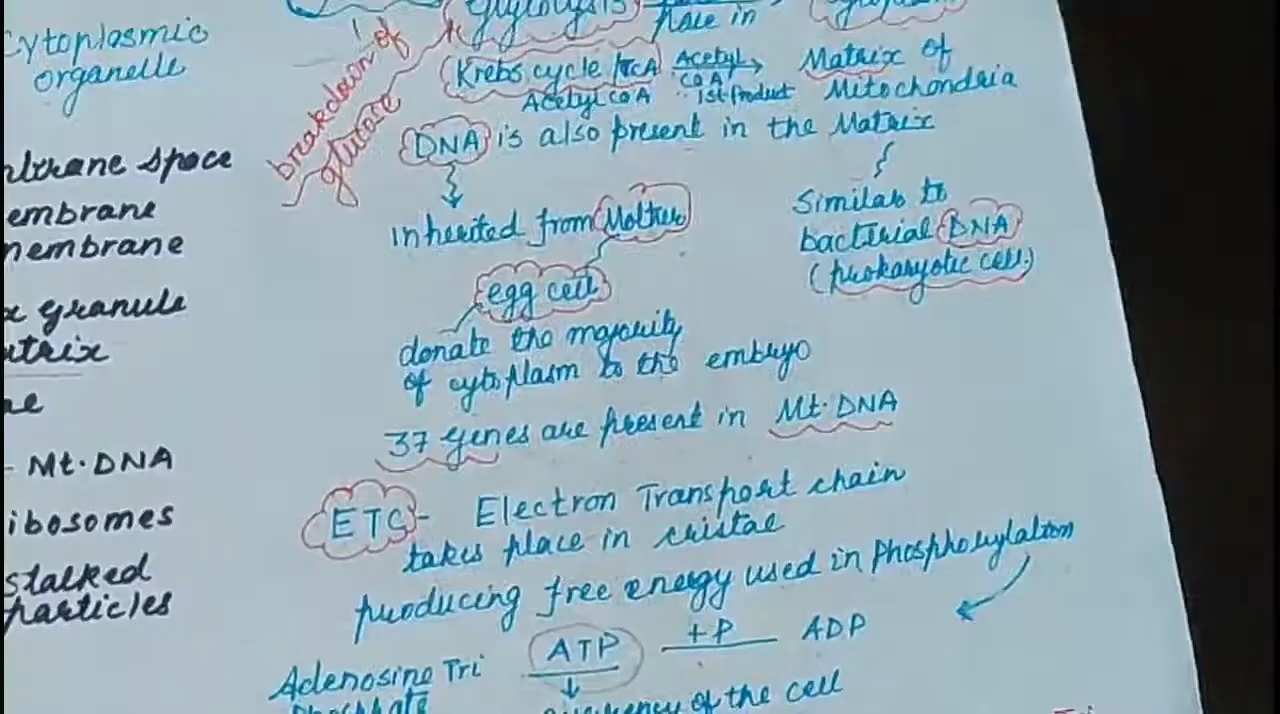 Cytoplasmic
organelle
space
embrane
membrane
granule
Mt. DNA
ibosomes
stalked
particles
breakdown of
glucose
Glycolysis place in
Krebs cycle / TCA Acetyl CoA Matrix of
Acetyl CoA 1st Product Mitochondria
DNA is also present in the Matrix
inherited from Mother
egg cell
donate the majority
of cytoplasm to the embryo
Similar to
bactirial DNA
(prokaryotic cell)
37 genes are present in Mt. DNA
ETC - Electron Transport chain
takes place in cristae
producing free energy used in Phosphorylation
ATP +P ADP
Adenosine Tri
Phosphate
of the cell